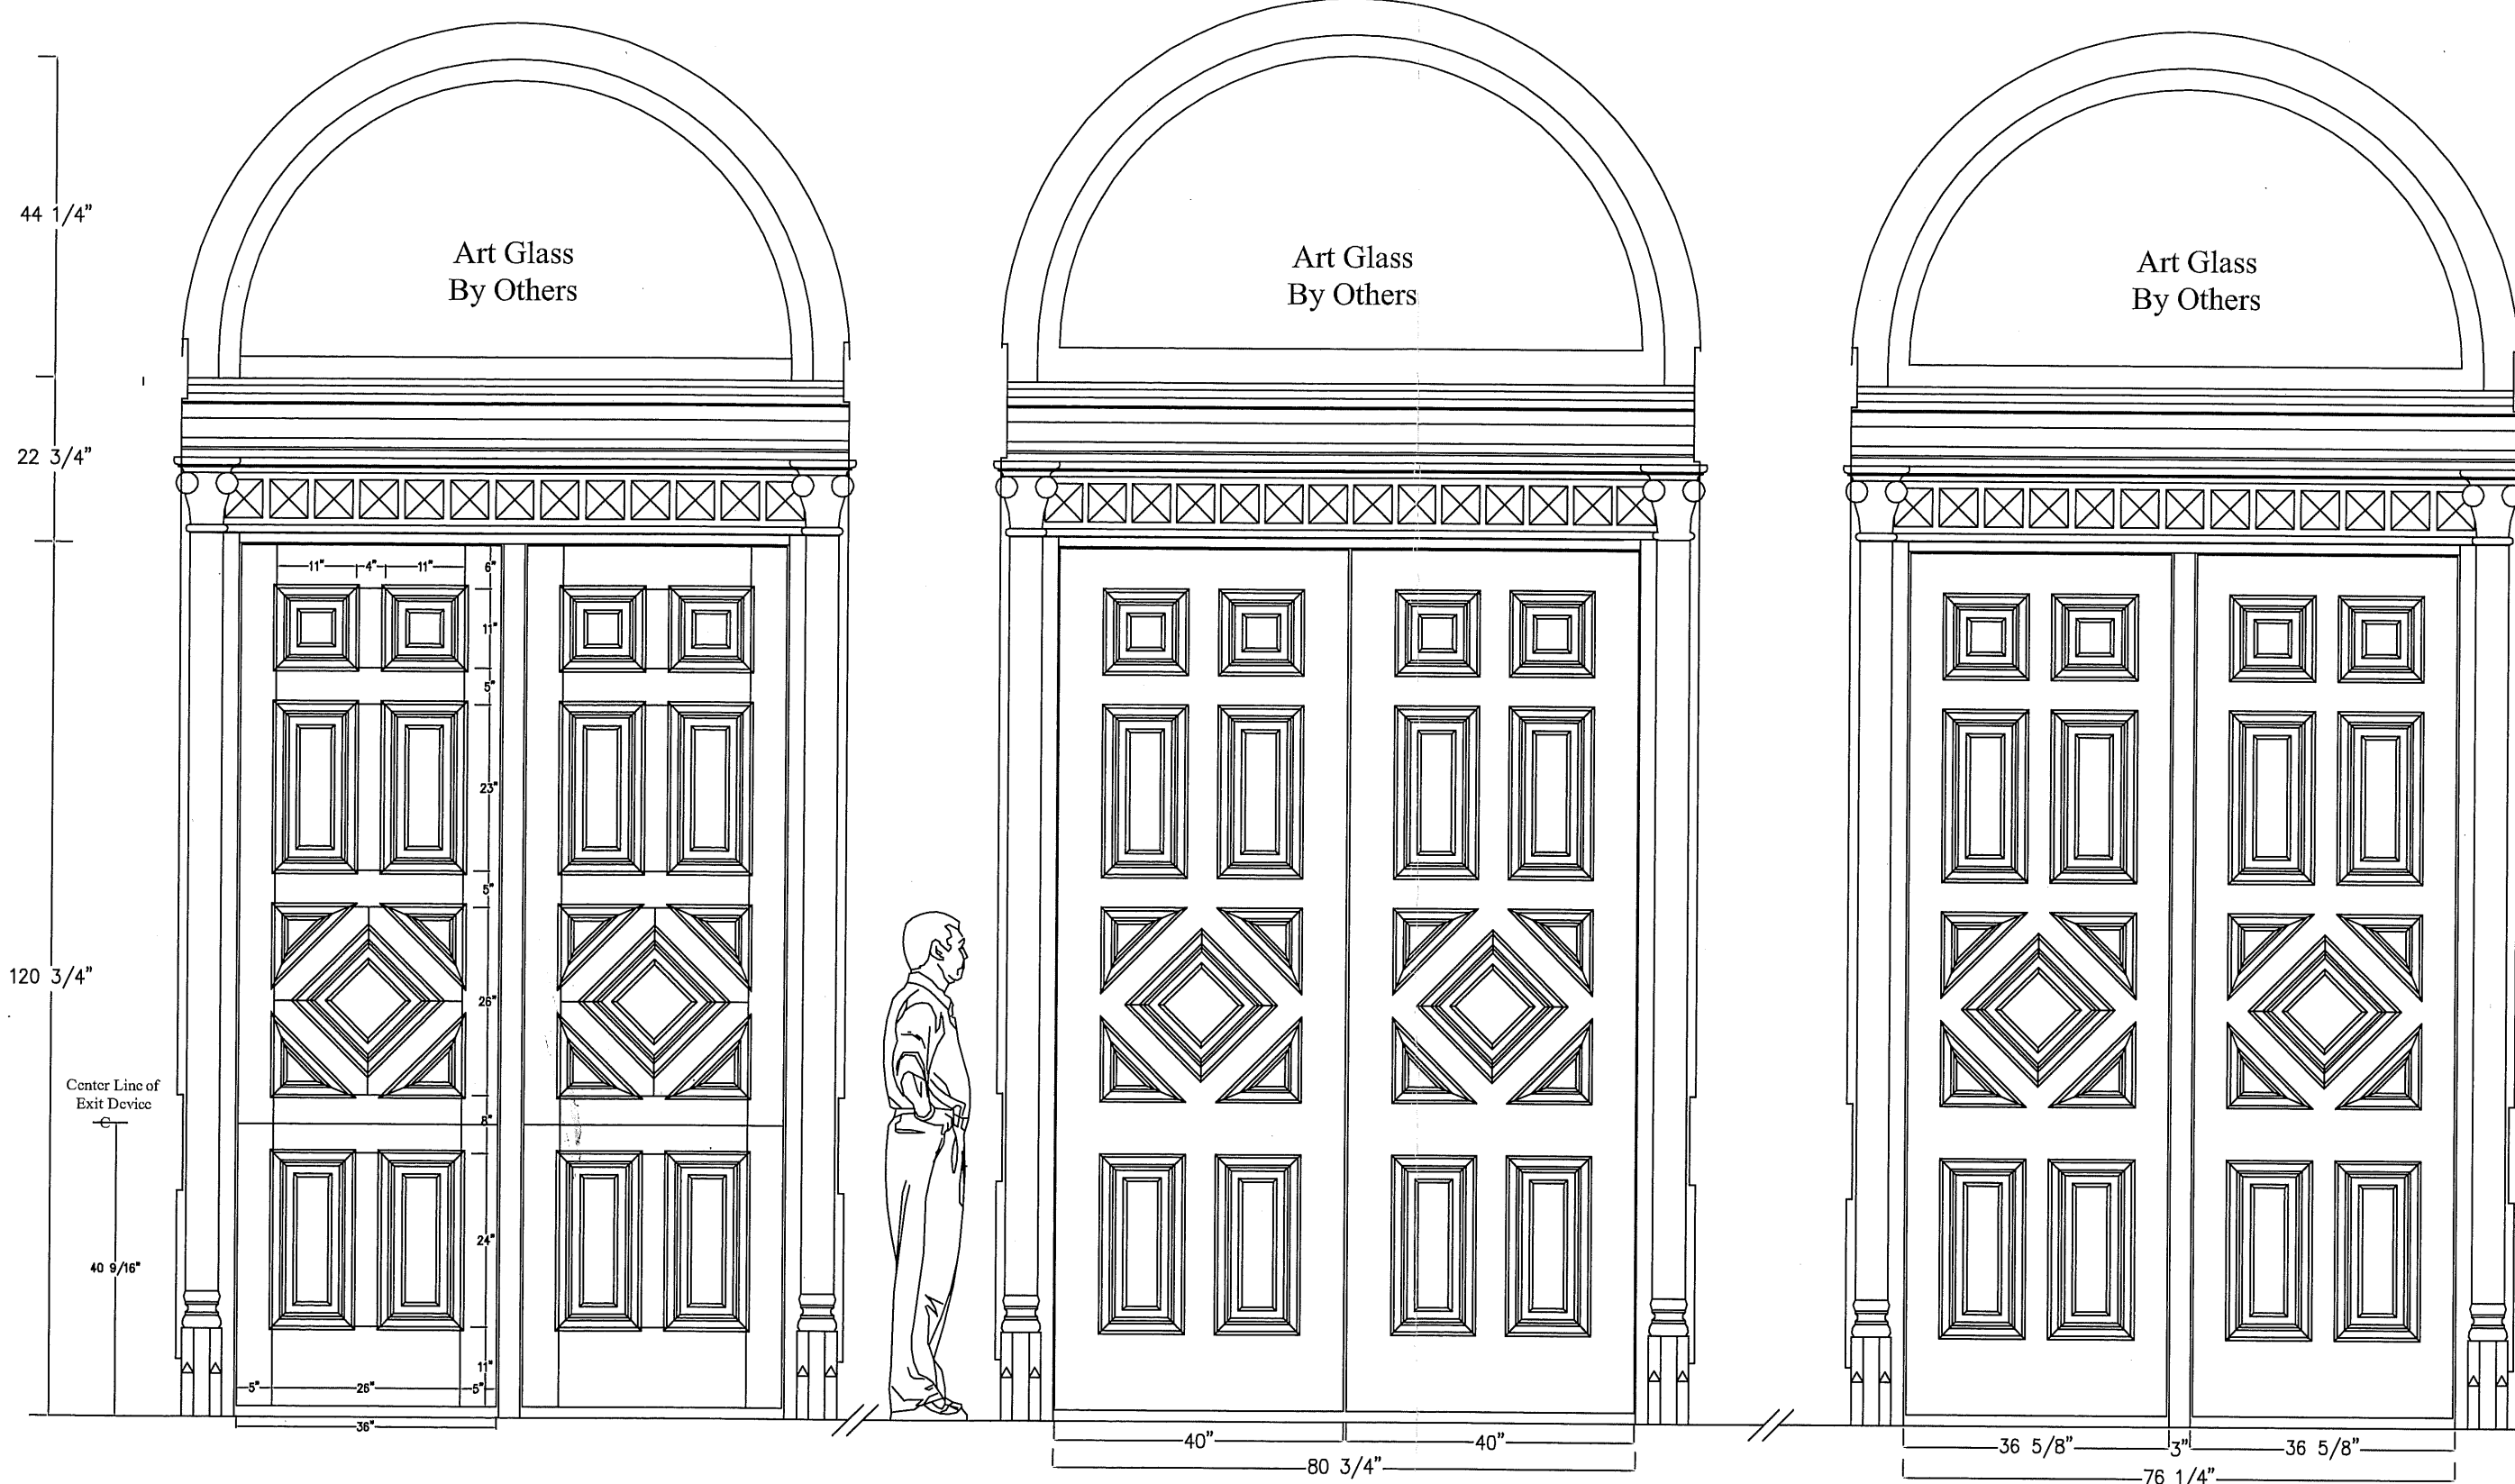 44 1/4"
22 3/4"
120 3/4"
Center Line of
Exit Device
C
40 9/16"
Art Glass
By Others
11" 4" 11" 6"
11"
5"
23"
5"
26"
8"
24"
11"
5" 26" 5"
36"
Art Glass
By Others
40" 40"
80 3/4"
Art Glass
By Others
36 5/8" 3" 36 5/8"
76 1/4"